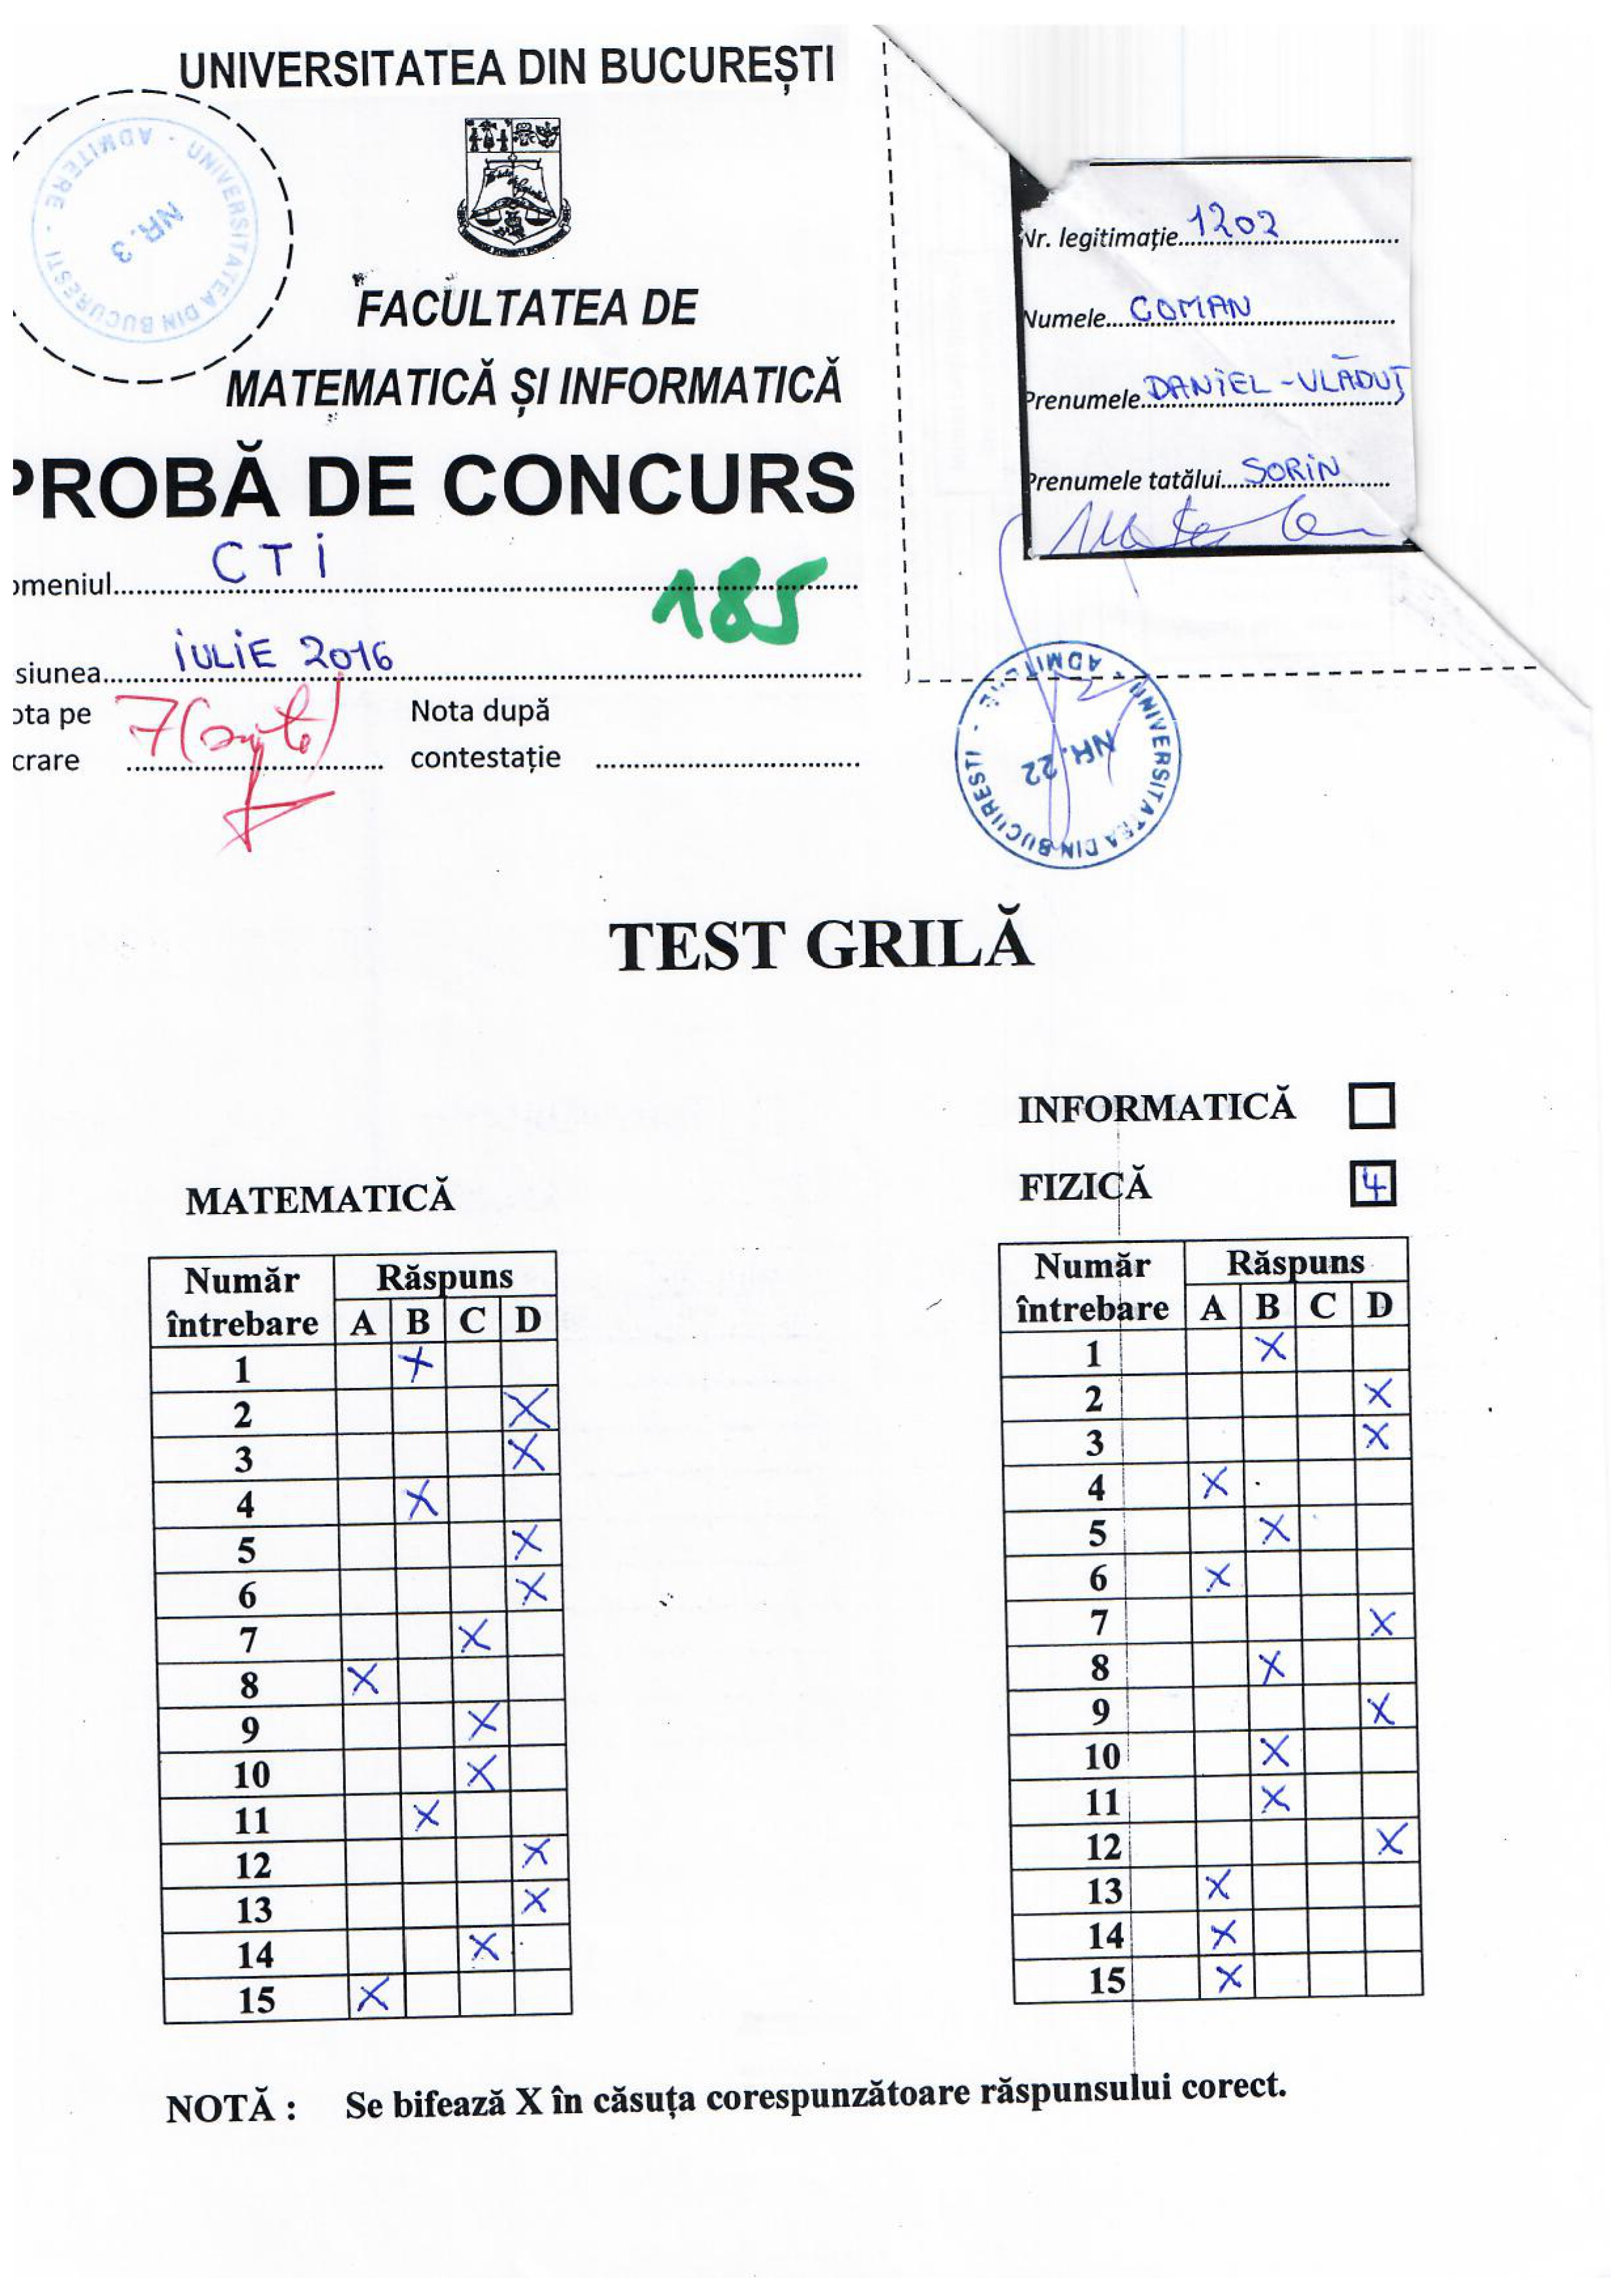 UNIVERSITATEA DIN BUCUREȘTI
UNIVERSITATEA DIN BUCURESTI - ADMITERE -
NR. 3
FACULTATEA DE
MATEMATICĂ ȘI INFORMATICĂ
PROBĂ DE CONCURS
omeniul CTI
185
siunea IULIE 2016
ota pe
crare 7 (șapte)
Nota după
contestație
Nr. legitimație 1202
Numele COMAN
Prenumele DANIEL-VLĂDUȚ
Prenumele tatălui SORIN
UNIVERSITATEA DIN BUCURESTI - ADMITERE
NR. 22
TEST GRILĂ
INFORMATICĂ
FIZICĂ 4
MATEMATICĂ
Număr întrebare Răspuns
A B C D
1 X
2 X
3 X
4 X
5 X
6 X
7 X
8 X
9 X
10 X
11 X
12 X
13 X
14 X
15 X
Număr întrebare Răspuns
A B C D
1 X
2 X
3 X
4 X
5 X
6 X
7 X
8 X
9 X
10 X
11 X
12 X
13 X
14 X
15 X
NOTĂ : Se bifează X în căsuța corespunzătoare răspunsului corect.